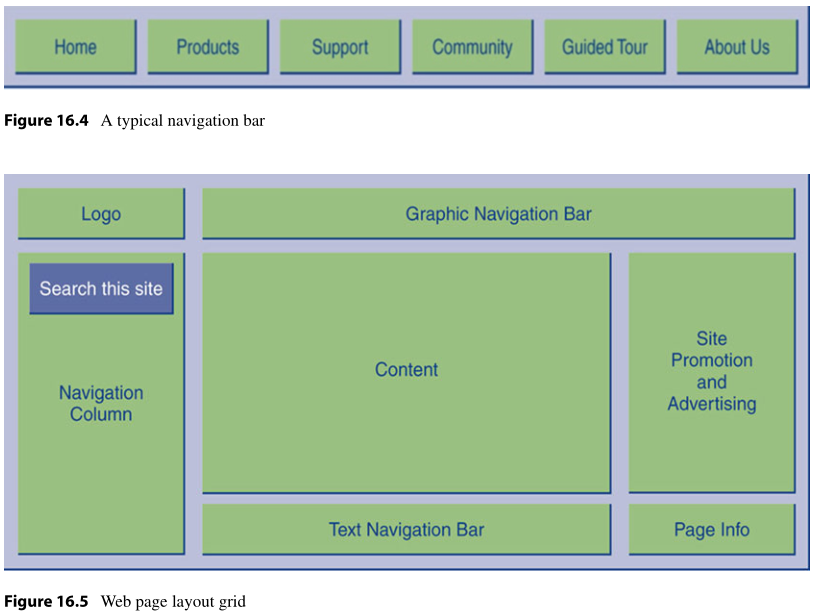 Home
Products
Support
Community
Guided Tour
About Us
Figure 16.4 A typical navigation bar
Logo
Graphic Navigation Bar
Search this site
Navigation
Column
Content
Site
Promotion
and
Advertising
Text Navigation Bar
Page Info
Figure 16.5 Web page layout grid